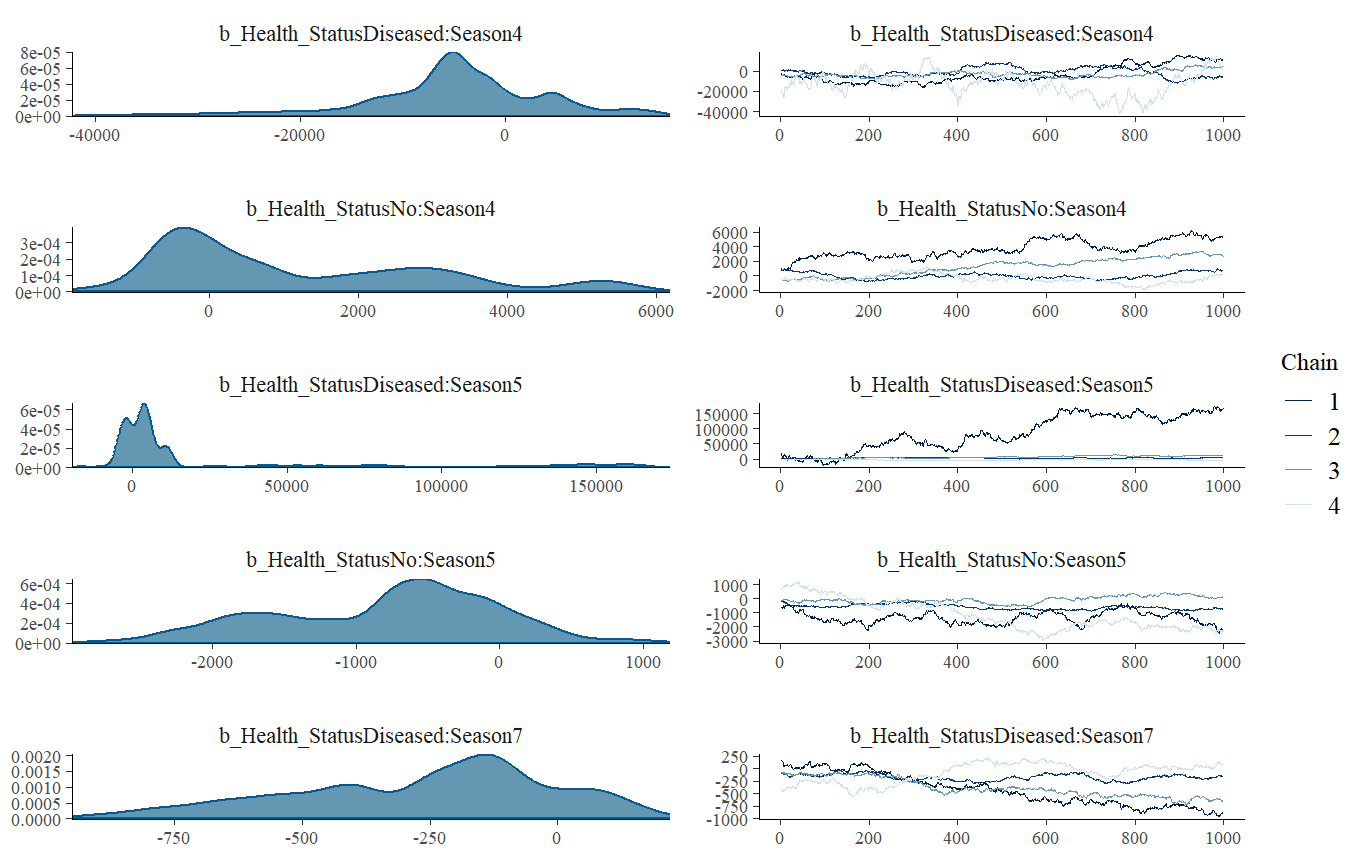 b_Health_StatusDiseased:Season4
8e-05
6e-05
4e-05
2e-05
0e+00
-40000 -20000 0
b_Health_StatusDiseased:Season4
0
-20000
-40000
0 200 400 600 800 1000
b_Health_StatusNo:Season4
3e-04
2e-04
1e-04
0e+00
0 2000 4000 6000
b_Health_StatusNo:Season4
6000
4000
2000
0
-2000
0 200 400 600 800 1000
b_Health_StatusDiseased:Season5
6e-05
4e-05
2e-05
0e+00
0 50000 100000 150000
b_Health_StatusDiseased:Season5
150000
100000
50000
0
0 200 400 600 800 1000
b_Health_StatusNo:Season5
6e-04
4e-04
2e-04
0e+00
-2000 -1000 0 1000
b_Health_StatusNo:Season5
1000
0
-1000
-2000
-3000
0 200 400 600 800 1000
b_Health_StatusDiseased:Season7
0.0020
0.0015
0.0010
0.0005
0.0000
-750 -500 -250 0
b_Health_StatusDiseased:Season7
250
0
-250
-500
-750
-1000
0 200 400 600 800 1000
Chain
1
2
3
4